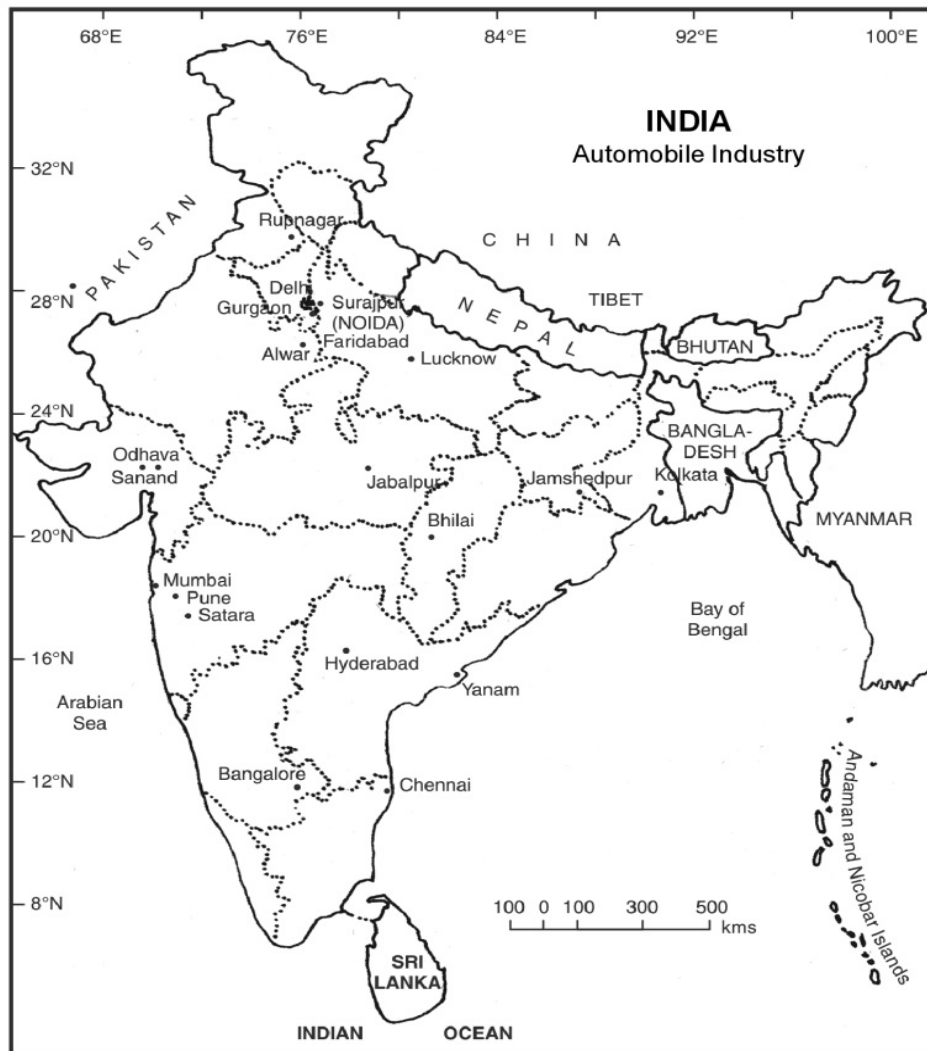 68°E 76°E 84°E 92°E 100°E
INDIA
Automobile Industry
32°N
PAKISTAN
Rupnagar
CHINA
28°N
Delhi
Gurgaon
Surajpur
(NOIDA)
Faridabad
NEPAL
TIBET
BHUTAN
Alwar
Lucknow
24°N
BANGLA-
DESH
Odhava
Sanand
Jabalpur
Jamshedpur
Kolkata
Bhilai
MYANMAR
20°N
Mumbai
Pune
Satara
Bay of
Bengal
16°N
Hyderabad
Yanam
Arabian
Sea
12°N
Bangalore
Chennai
Andaman and Nicobar Islands
8°N
100 0 100 300 500
kms
SRI
LANKA
INDIAN OCEAN